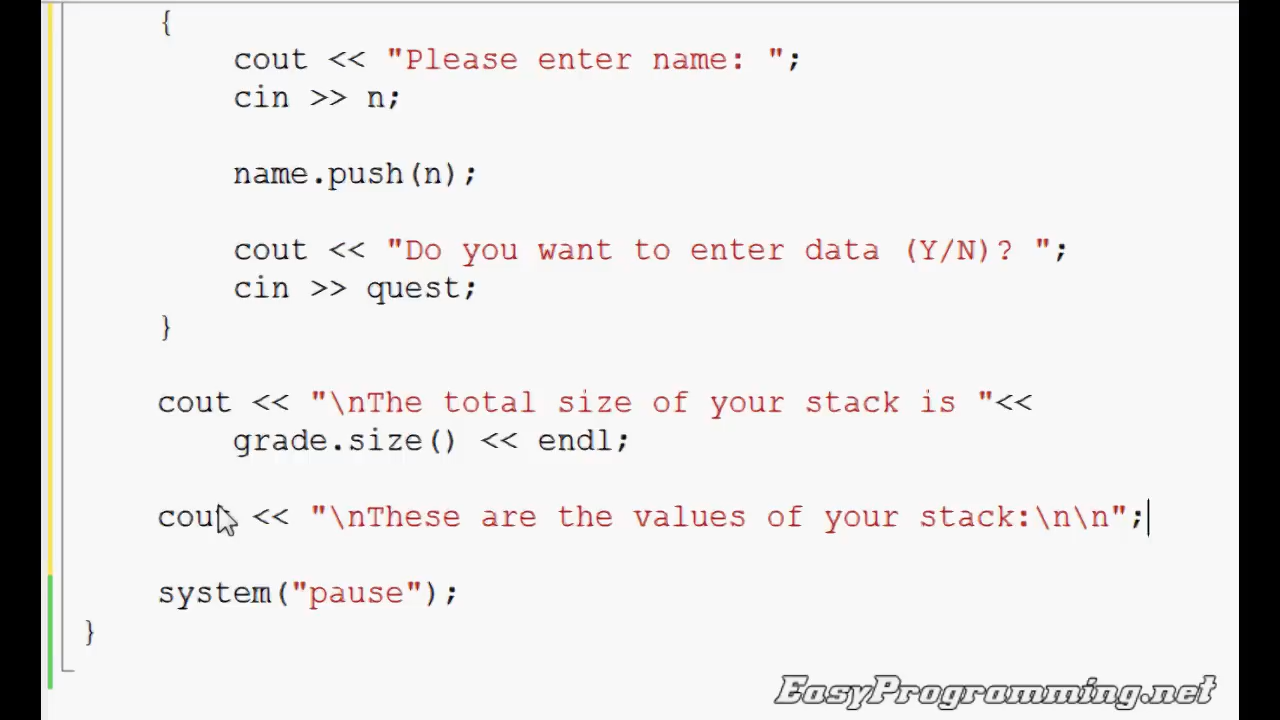 {
cout << "Please enter name: ";
cin >> n;
name.push(n);
cout << "Do you want to enter data (Y/N)? ";
cin >> quest;
}
cout << "\nThe total size of your stack is "<<
grade.size() << endl;
cout << "\nThese are the values of your stack:\n\n";
system("pause");
}
EasyProgramming.net